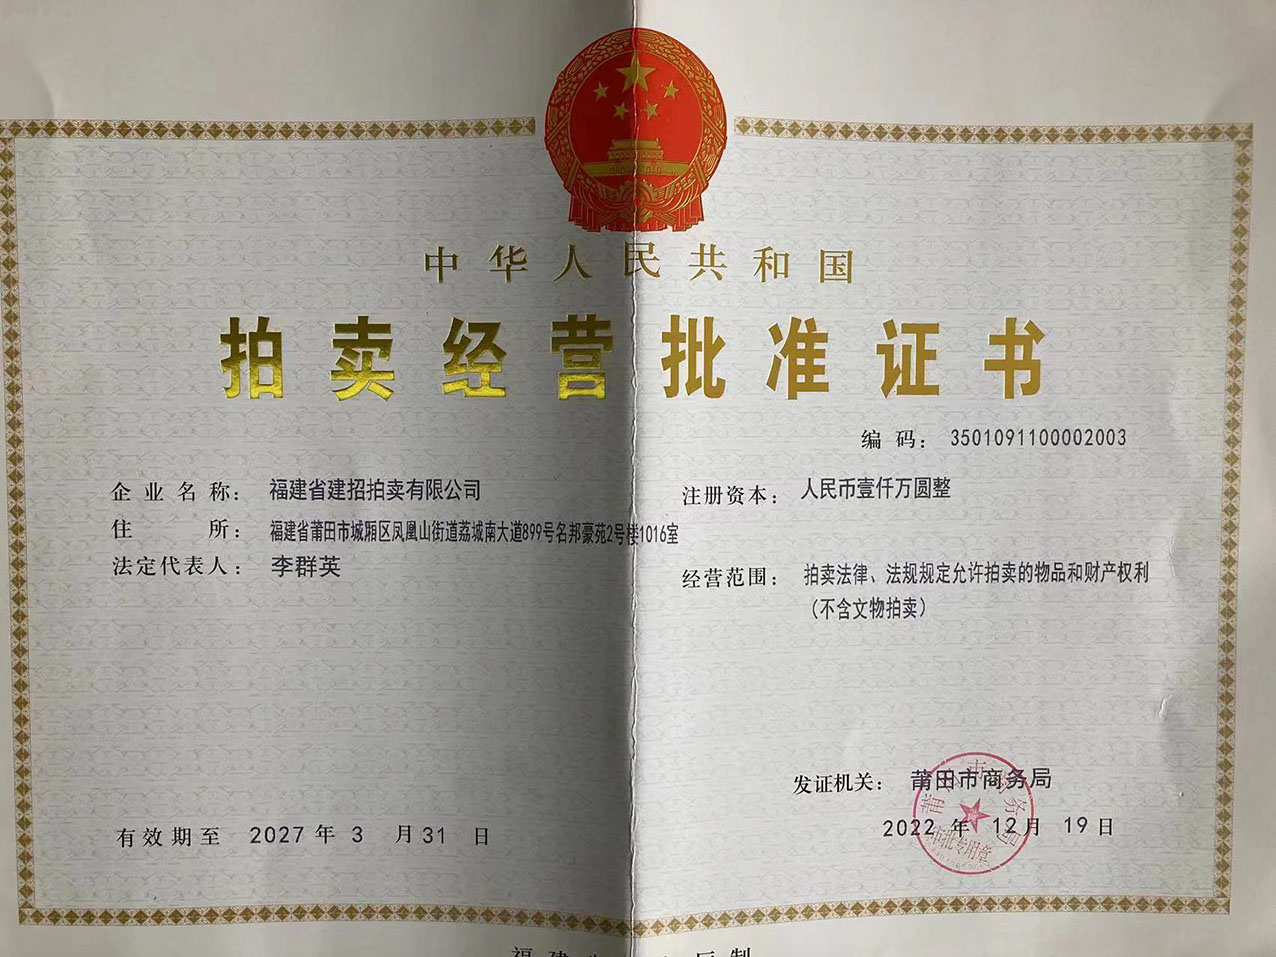 中华人民共和国
拍卖经营批准证书
编码：3501091100002003
企业名称：福建省建招拍卖有限公司
住所：福建省莆田市城厢区凤凰山街道荔城南大道899号名邦豪苑2号楼1016室
法定代表人：李群英
注册资本：人民币壹仟万圆整
经营范围：拍卖法律、法规规定允许拍卖的物品和财产权利
（不含文物拍卖）
发证机关：莆田市商务局
2022年12月19日
有效期至 2027年3月31日